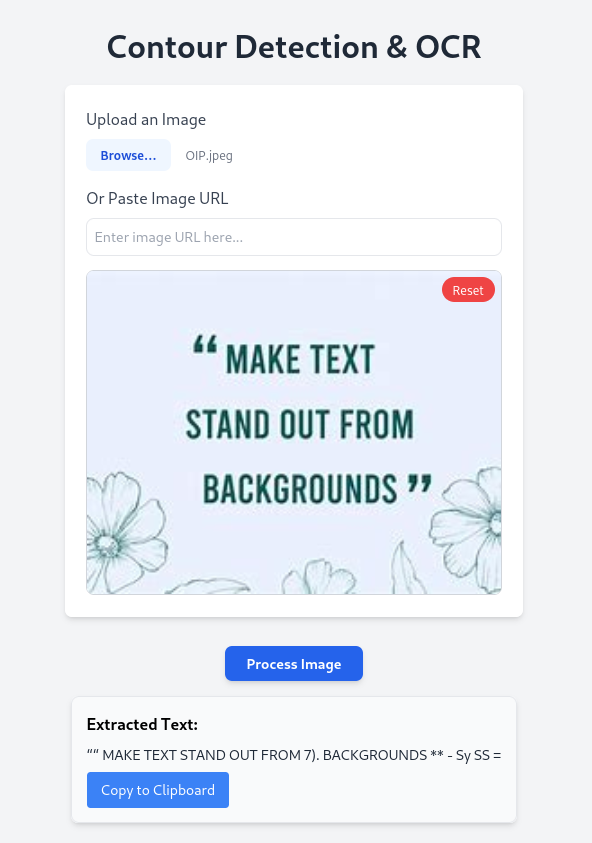 Contour Detection & OCR
Upload an Image
Browse... OIP.jpeg
Or Paste Image URL
Enter image URL here...
Reset
“ MAKE TEXT
STAND OUT FROM
BACKGROUNDS ”
Process Image
Extracted Text:
““ MAKE TEXT STAND OUT FROM 7). BACKGROUNDS ** - Sy SS =
Copy to Clipboard